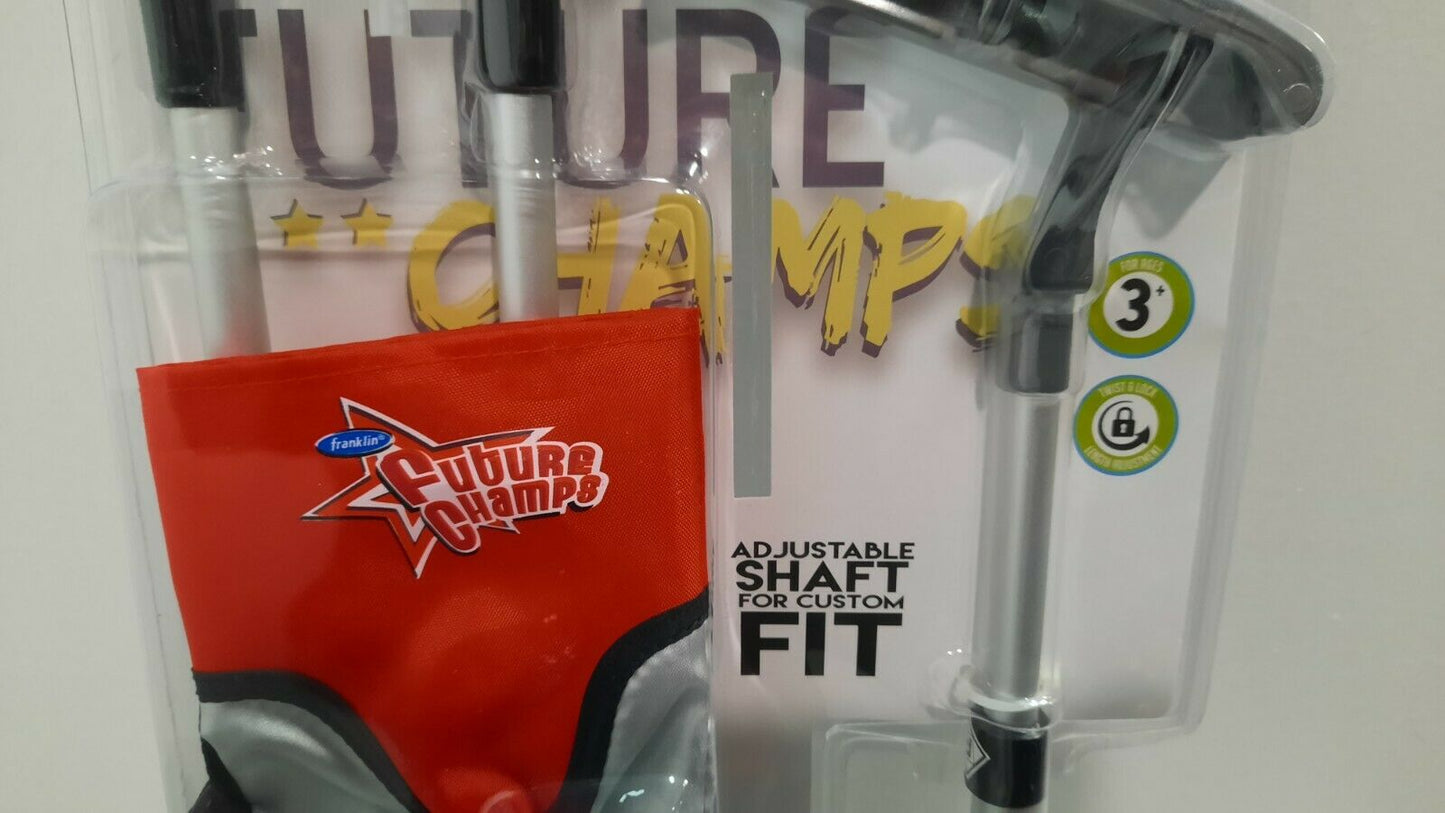 FUTURE
CHAMPS
FOR AGES
3+
TWIST & LOCK
LENGTH ADJUSTMENT
franklin®
Future
Champs
ADJUSTABLE
SHAFT
FOR CUSTOM
FIT